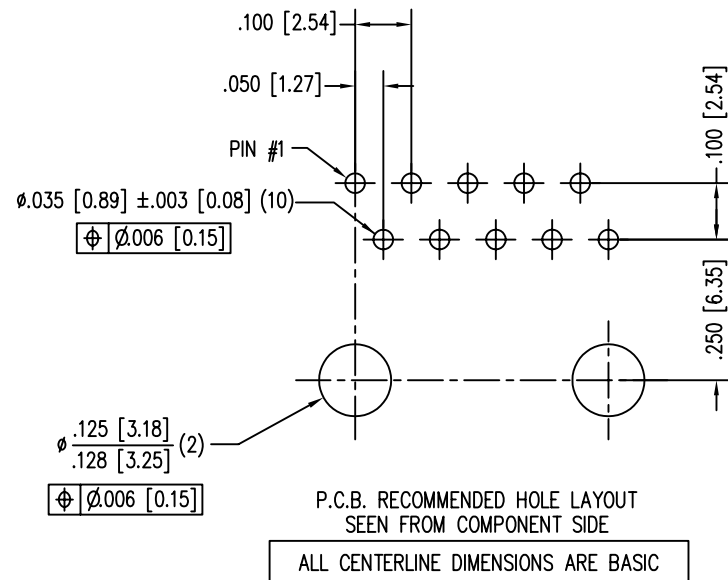 .100 [2.54]
.050 [1.27]
PIN #1
.100 [2.54]
⌀.035 [0.89] ±.003 [0.08] (10)
⌖ ⌀.006 [0.15]
.250 [6.35]
⌀ .125 [3.18]
.128 [3.25] (2)
⌖ ⌀.006 [0.15]
P.C.B. RECOMMENDED HOLE LAYOUT
SEEN FROM COMPONENT SIDE
ALL CENTERLINE DIMENSIONS ARE BASIC